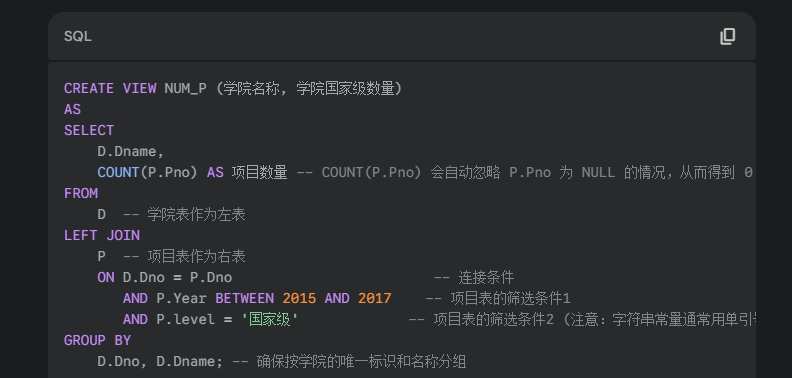 SQL
CREATE VIEW NUM_P (学院名称, 学院国家级数量)
AS
SELECT
D.Dname,
COUNT(P.Pno) AS 项目数量 -- COUNT(P.Pno) 会自动忽略 P.Pno 为 NULL 的情况，从而得到 0
FROM
D -- 学院表作为左表
LEFT JOIN
P -- 项目表作为右表
ON D.Dno = P.Dno -- 连接条件
AND P.Year BETWEEN 2015 AND 2017 -- 项目表的筛选条件1
AND P.level = '国家级' -- 项目表的筛选条件2 (注意：字符串常量通常用单引
GROUP BY
D.Dno, D.Dname; -- 确保按学院的唯一标识和名称分组